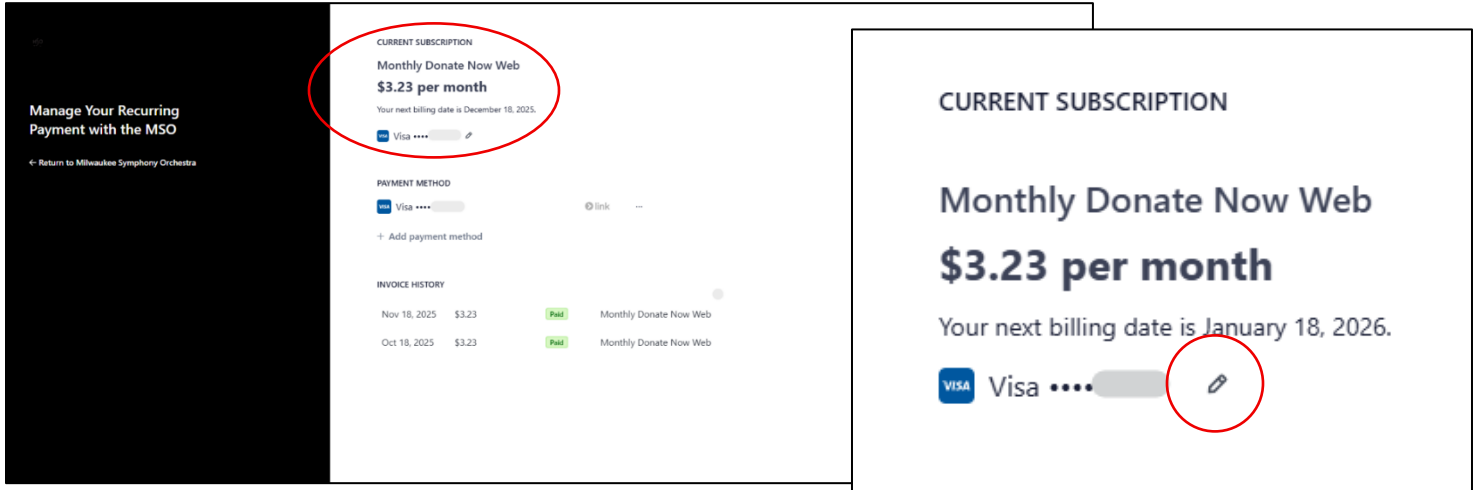 Manage Your Recurring
Payment with the MSO
← Return to Milwaukee Symphony Orchestra
CURRENT SUBSCRIPTION
Monthly Donate Now Web
$3.23 per month
Your next billing date is December 18, 2025.
VISA Visa ••••
PAYMENT METHOD
VISA Visa •••• link ...
+ Add payment method
INVOICE HISTORY
Nov 18, 2025 $3.23 Paid Monthly Donate Now Web
Oct 18, 2025 $3.23 Paid Monthly Donate Now Web
CURRENT SUBSCRIPTION
Monthly Donate Now Web
$3.23 per month
Your next billing date is January 18, 2026.
VISA Visa ••••